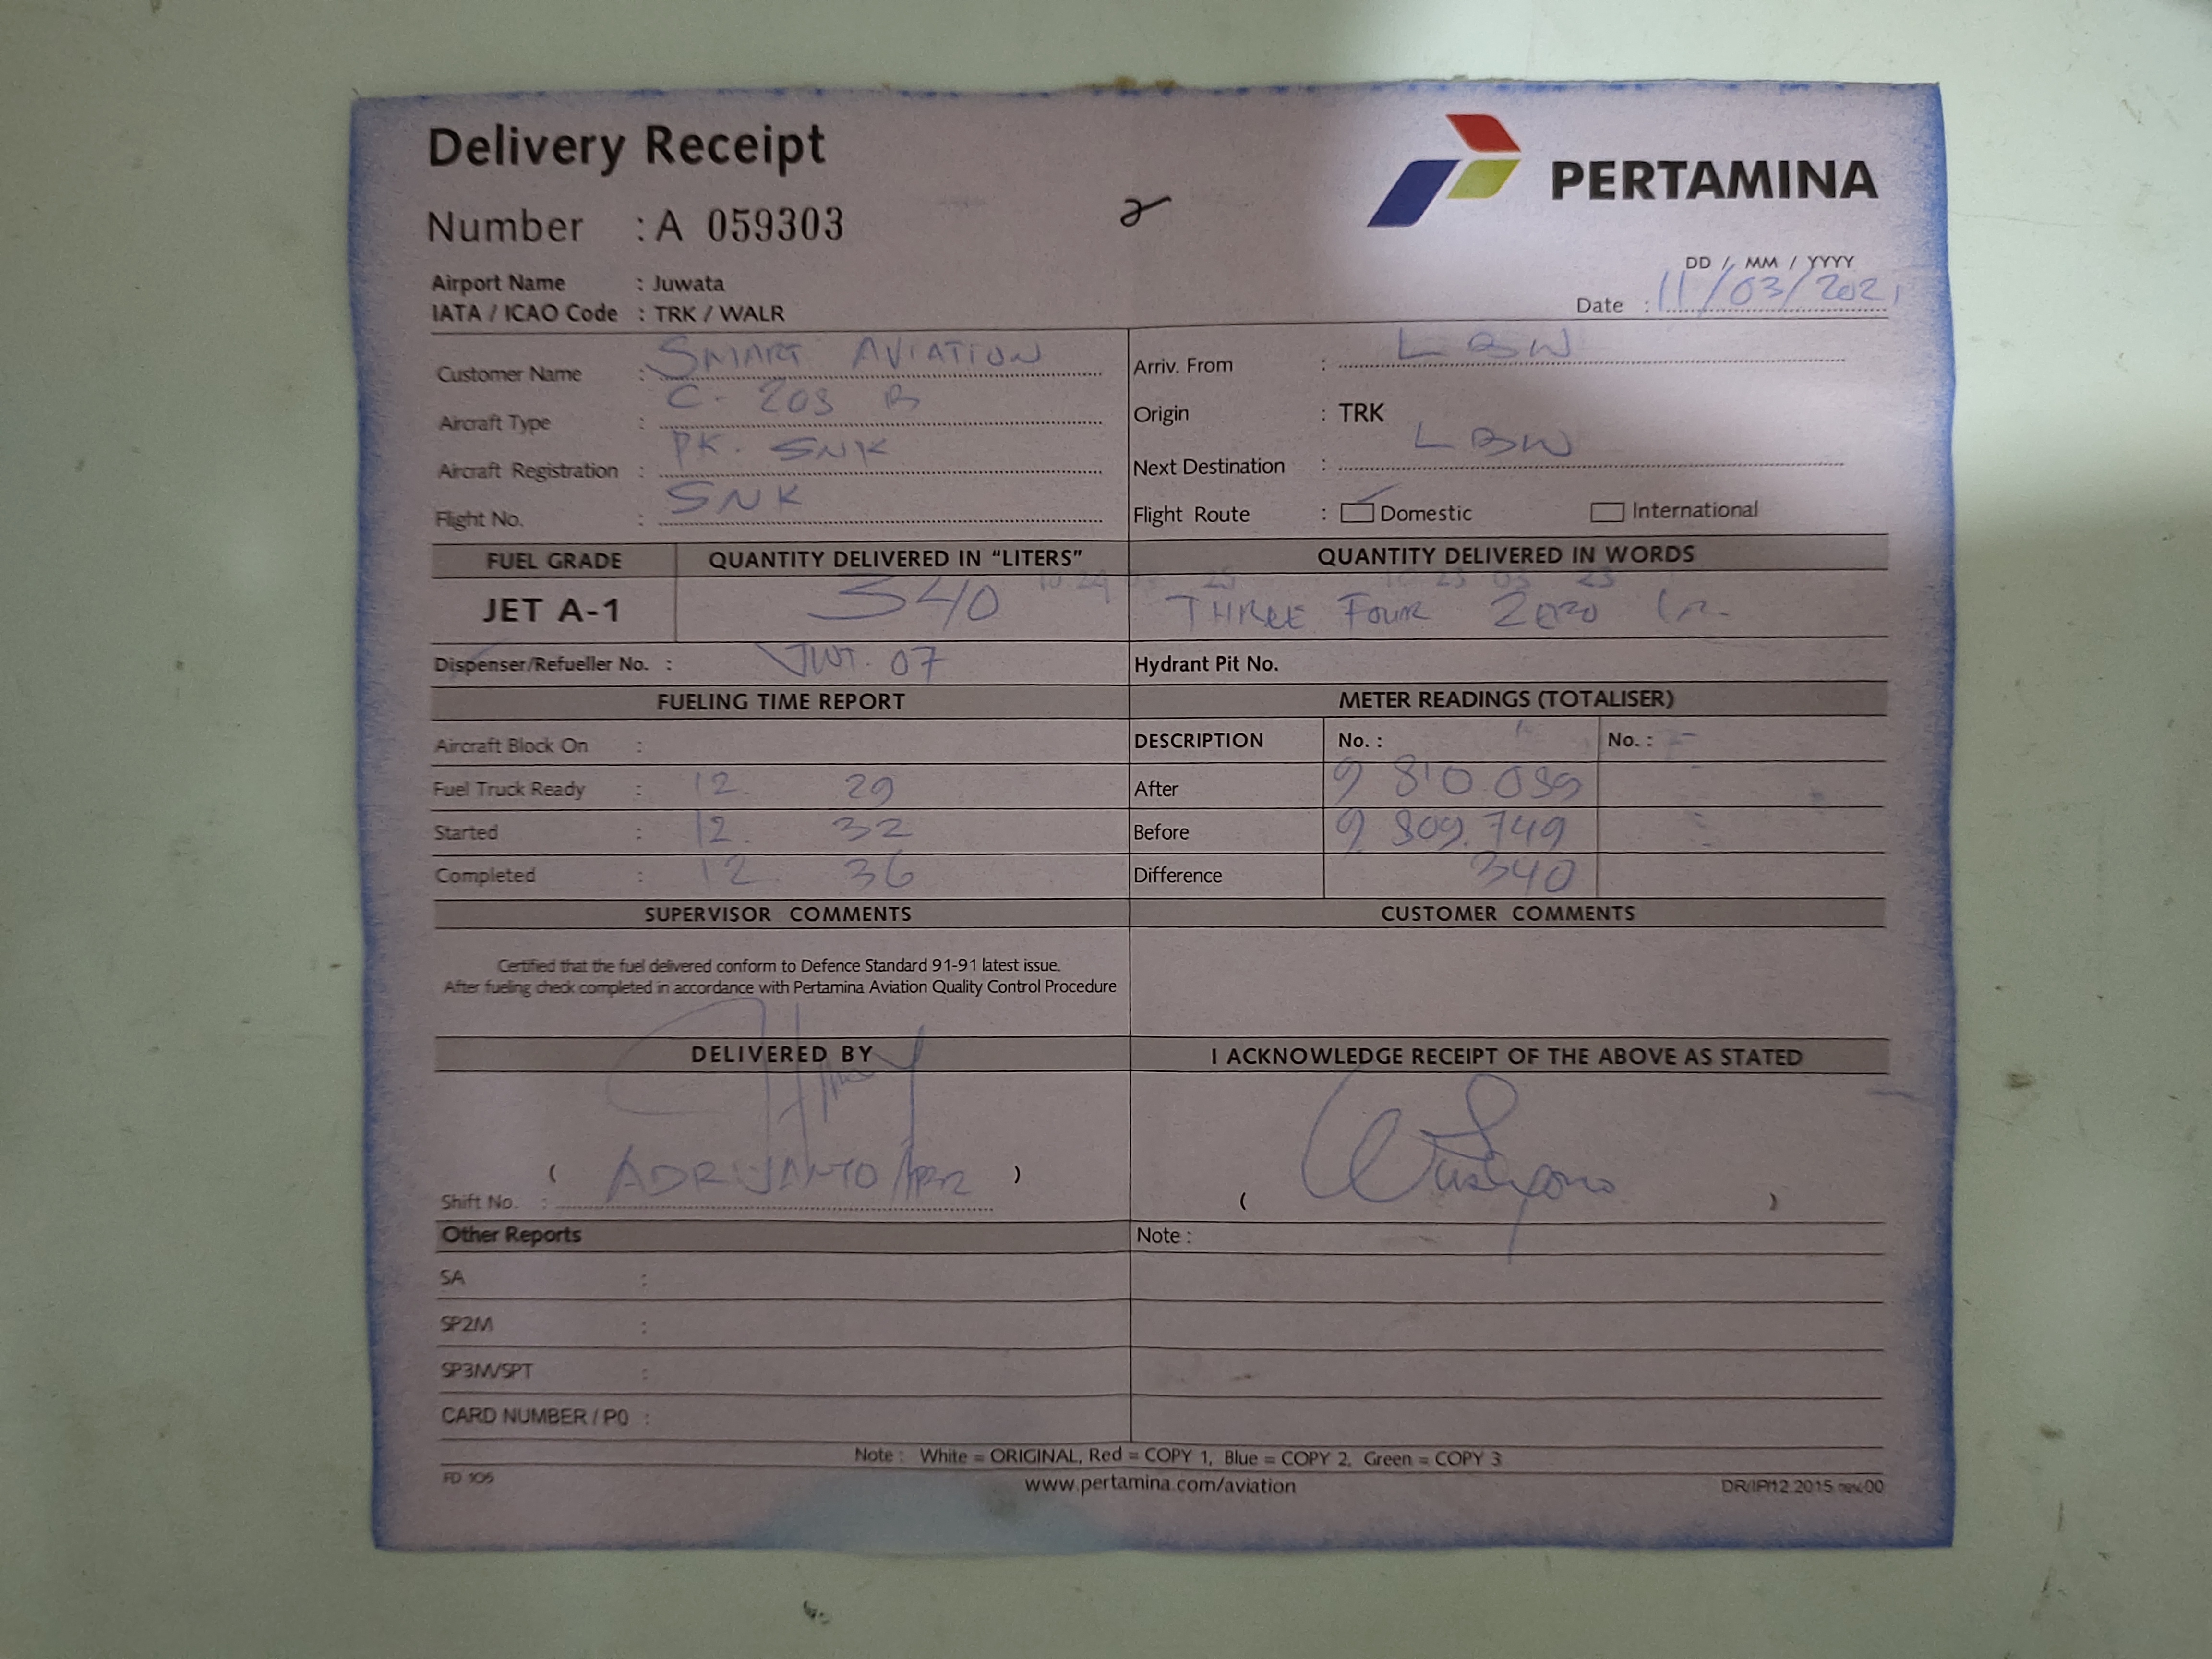 Delivery Receipt
PERTAMINA
Number : A 059303
2
DD / MM / YYYY
Airport Name : Juwata
Date : 11/03/2021
IATA / ICAO Code : TRK / WALR
Customer Name : SMART AVIATION
Arriv. From : LBW
Aircraft Type : C. 208 B
Origin : TRK
Aircraft Registration : PK. SNK
Next Destination : LBW
Flight No. : SNK
Flight Route : Domestic International
FUEL GRADE QUANTITY DELIVERED IN "LITERS" QUANTITY DELIVERED IN WORDS
JET A-1 340 THREE FOUR ZERO
Dispenser/Refueller No. : JWT. 07 Hydrant Pit No.
FUELING TIME REPORT METER READINGS (TOTALISER)
Aircraft Block On : DESCRIPTION No. : No. : -
Fuel Truck Ready : 12. 29 After 9 810.089
Started : 12. 32 Before 9 809.749
Completed : 12 36 Difference 340
SUPERVISOR COMMENTS CUSTOMER COMMENTS
Certified that the fuel delivered conform to Defence Standard 91-91 latest issue.
After fueling check completed in accordance with Pertamina Aviation Quality Control Procedure
DELIVERED BY I ACKNOWLEDGE RECEIPT OF THE ABOVE AS STATED
( )
Shift No. :
( )
Other Reports Note :
SA :
SP2M :
SP3M/SPT :
CARD NUMBER / PO :
Note : White = ORIGINAL, Red = COPY 1, Blue = COPY 2, Green = COPY 3
FD 105 www.pertamina.com/aviation DR/IP/12.2015 rev.00